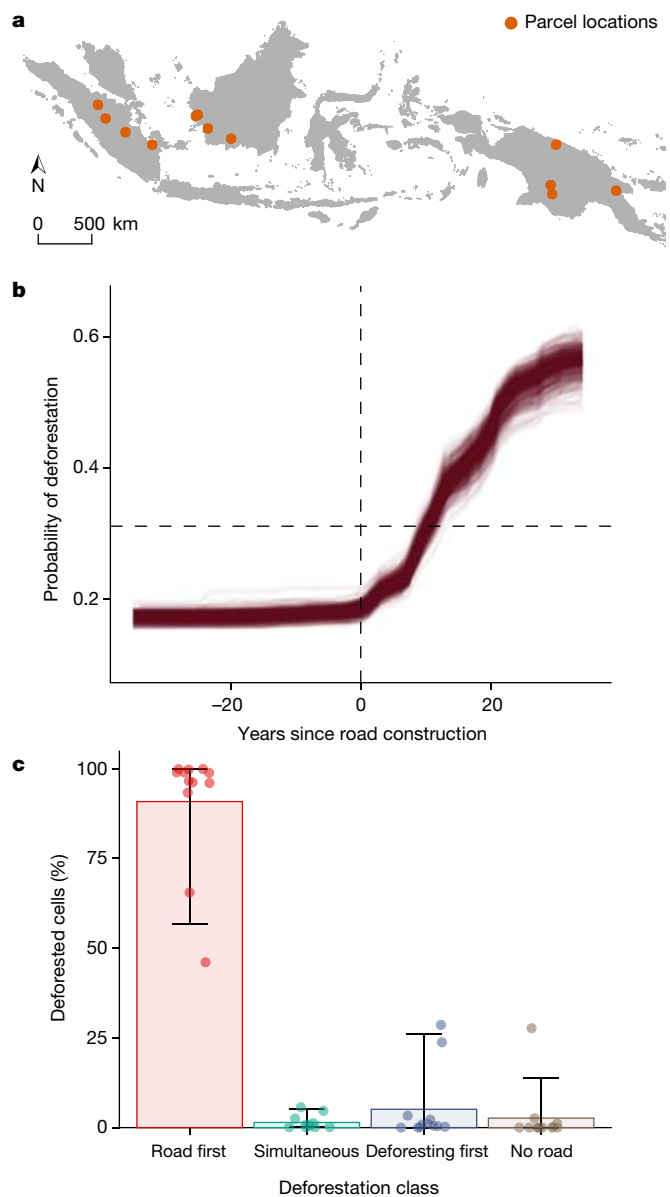 a
Parcel locations
N
0 500 km
b
0.6
0.4
0.2
Probability of deforestation
−20 0 20
Years since road construction
c
100
75
50
25
0
Deforested cells (%)
Road first Simultaneous Deforesting first No road
Deforestation class